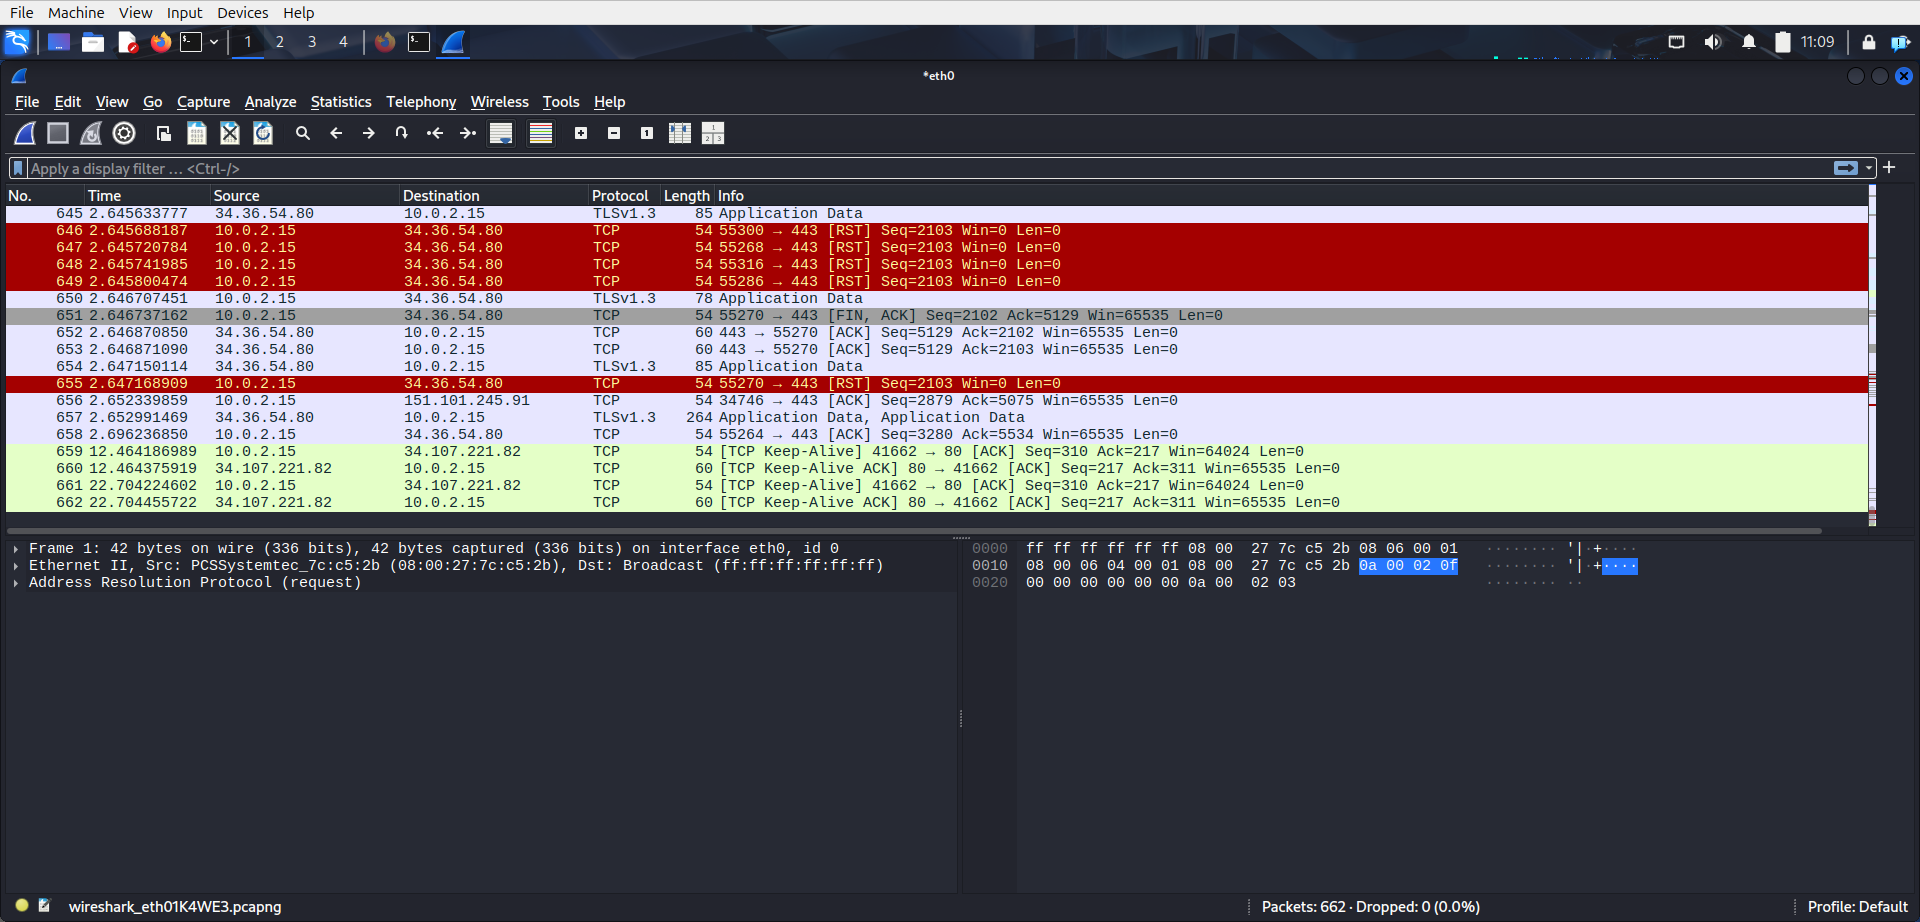 File Machine View Input Devices Help
1 2 3 4 11:09
*eth0
File Edit View Go Capture Analyze Statistics Telephony Wireless Tools Help
Apply a display filter … <Ctrl-/>
No. Time Source Destination Protocol Length Info
645 2.645633777 34.36.54.80 10.0.2.15 TLSv1.3 85 Application Data
646 2.645688187 10.0.2.15 34.36.54.80 TCP 54 55300 → 443 [RST] Seq=2103 Win=0 Len=0
647 2.645720784 10.0.2.15 34.36.54.80 TCP 54 55268 → 443 [RST] Seq=2103 Win=0 Len=0
648 2.645741985 10.0.2.15 34.36.54.80 TCP 54 55316 → 443 [RST] Seq=2103 Win=0 Len=0
649 2.645800474 10.0.2.15 34.36.54.80 TCP 54 55286 → 443 [RST] Seq=2103 Win=0 Len=0
650 2.646707451 10.0.2.15 34.36.54.80 TLSv1.3 78 Application Data
651 2.646737162 10.0.2.15 34.36.54.80 TCP 54 55270 → 443 [FIN, ACK] Seq=2102 Ack=5129 Win=65535 Len=0
652 2.646870850 34.36.54.80 10.0.2.15 TCP 60 443 → 55270 [ACK] Seq=5129 Ack=2102 Win=65535 Len=0
653 2.646871090 34.36.54.80 10.0.2.15 TCP 60 443 → 55270 [ACK] Seq=5129 Ack=2103 Win=65535 Len=0
654 2.647150114 34.36.54.80 10.0.2.15 TLSv1.3 85 Application Data
655 2.647168909 10.0.2.15 34.36.54.80 TCP 54 55270 → 443 [RST] Seq=2103 Win=0 Len=0
656 2.652339859 10.0.2.15 151.101.245.91 TCP 54 34746 → 443 [ACK] Seq=2879 Ack=5075 Win=65535 Len=0
657 2.652991469 34.36.54.80 10.0.2.15 TLSv1.3 264 Application Data, Application Data
658 2.696236850 10.0.2.15 34.36.54.80 TCP 54 55264 → 443 [ACK] Seq=3280 Ack=5534 Win=65535 Len=0
659 12.464186989 10.0.2.15 34.107.221.82 TCP 54 [TCP Keep-Alive] 41662 → 80 [ACK] Seq=310 Ack=217 Win=64024 Len=0
660 12.464375919 34.107.221.82 10.0.2.15 TCP 60 [TCP Keep-Alive ACK] 80 → 41662 [ACK] Seq=217 Ack=311 Win=65535 Len=0
661 22.704224602 10.0.2.15 34.107.221.82 TCP 54 [TCP Keep-Alive] 41662 → 80 [ACK] Seq=310 Ack=217 Win=64024 Len=0
662 22.704455722 34.107.221.82 10.0.2.15 TCP 60 [TCP Keep-Alive ACK] 80 → 41662 [ACK] Seq=217 Ack=311 Win=65535 Len=0
Frame 1: 42 bytes on wire (336 bits), 42 bytes captured (336 bits) on interface eth0, id 0
Ethernet II, Src: PCSSystemtec_7c:c5:2b (08:00:27:7c:c5:2b), Dst: Broadcast (ff:ff:ff:ff:ff:ff)
Address Resolution Protocol (request)
0000 ff ff ff ff ff ff 08 00 27 7c c5 2b 08 06 00 01 ········ '|·+····
0010 08 00 06 04 00 01 08 00 27 7c c5 2b 0a 00 02 0f ········ '|·+····
0020 00 00 00 00 00 00 0a 00 02 03 ········ ··
wireshark_eth01K4WE3.pcapng
Packets: 662 · Dropped: 0 (0.0%)
Profile: Default